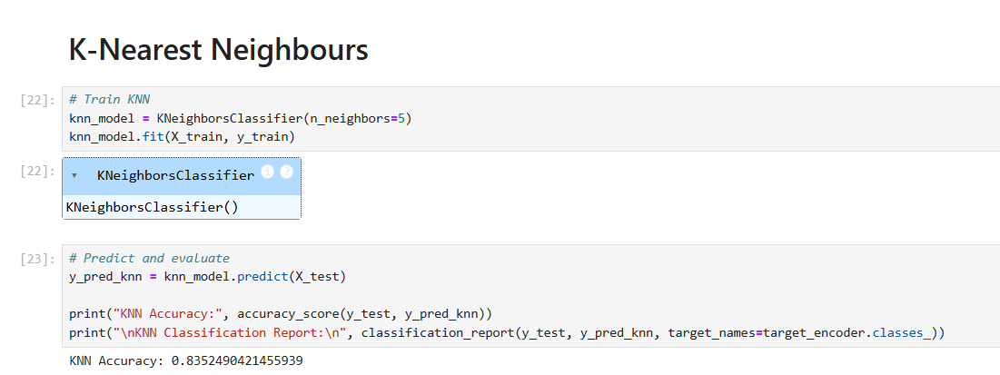 K-Nearest Neighbours
[22]:
# Train KNN
knn_model = KNeighborsClassifier(n_neighbors=5)
knn_model.fit(X_train, y_train)
[22]:
▾ KNeighborsClassifier i ?
KNeighborsClassifier()
[23]:
# Predict and evaluate
y_pred_knn = knn_model.predict(X_test)
print("KNN Accuracy:", accuracy_score(y_test, y_pred_knn))
print("\nKNN Classification Report:\n", classification_report(y_test, y_pred_knn, target_names=target_encoder.classes_))
KNN Accuracy: 0.8352490421455939